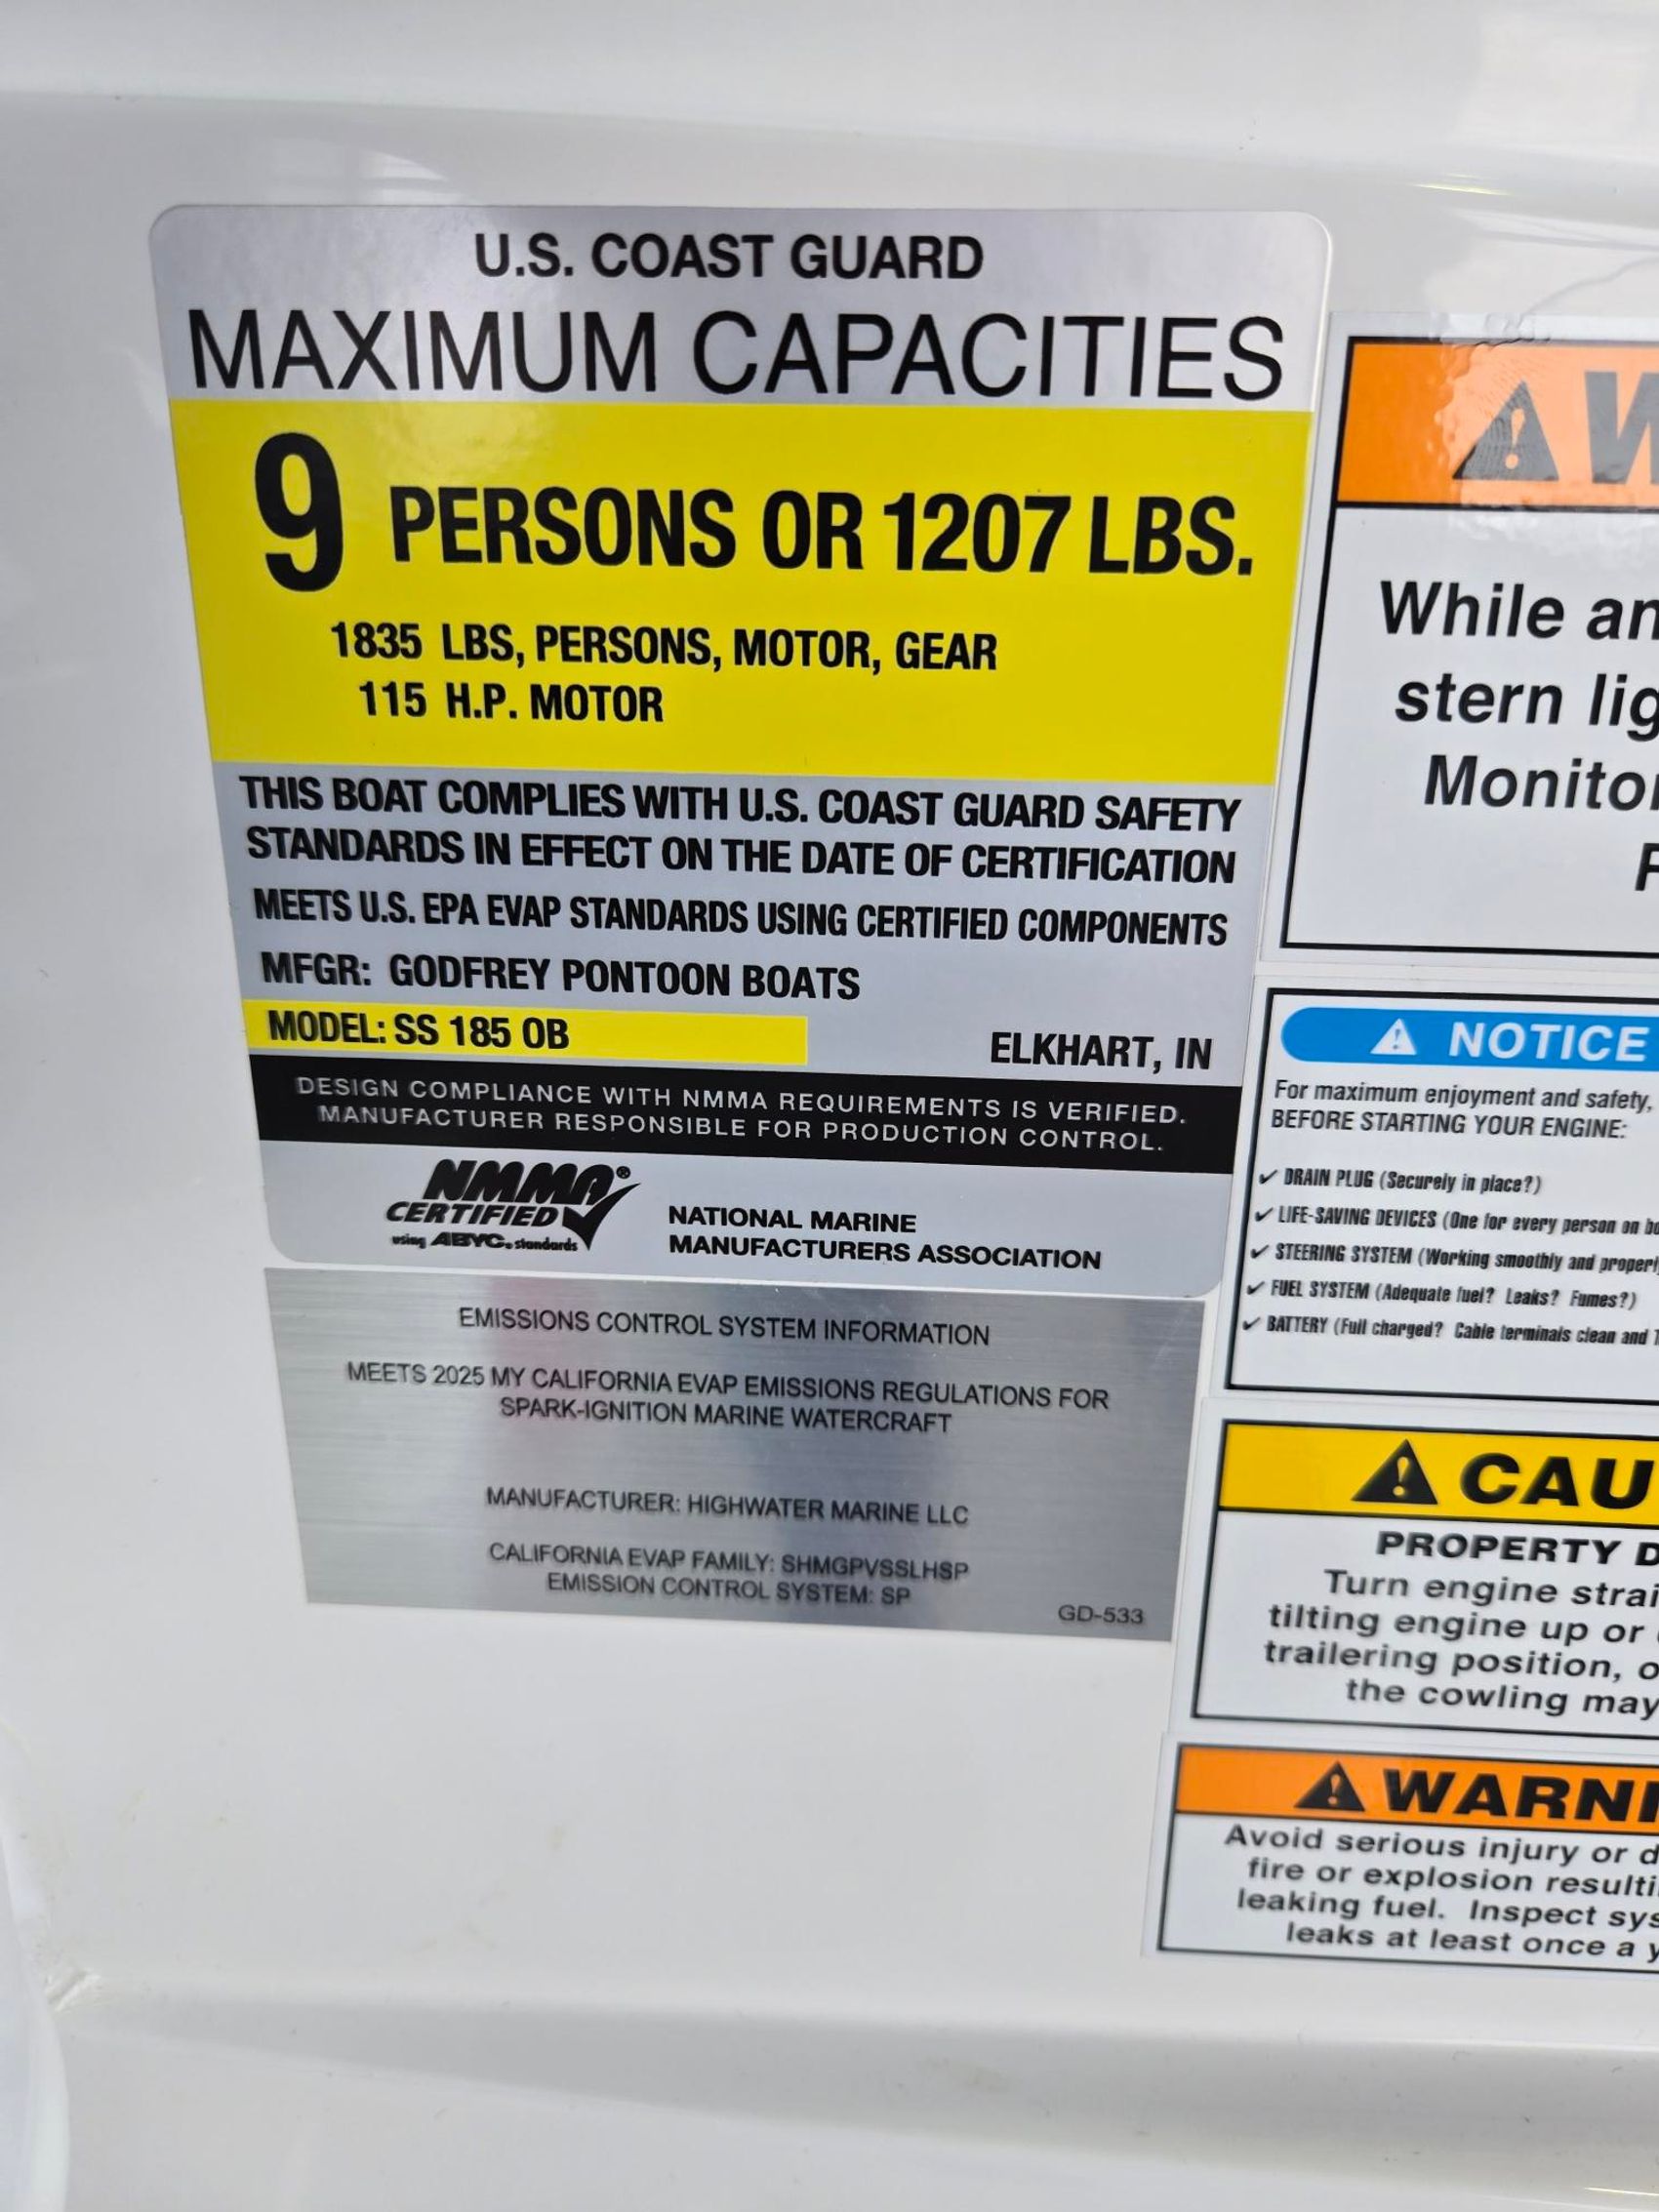 U.S. COAST GUARD
MAXIMUM CAPACITIES
9 PERSONS OR 1207 LBS.
1835 LBS, PERSONS, MOTOR, GEAR
115 H.P. MOTOR
THIS BOAT COMPLIES WITH U.S. COAST GUARD SAFETY
STANDARDS IN EFFECT ON THE DATE OF CERTIFICATION
MEETS U.S. EPA EVAP STANDARDS USING CERTIFIED COMPONENTS
MFGR: GODFREY PONTOON BOATS
MODEL: SS 185 OB
ELKHART, IN
DESIGN COMPLIANCE WITH NMMA REQUIREMENTS IS VERIFIED.
MANUFACTURER RESPONSIBLE FOR PRODUCTION CONTROL.
NMMA®
CERTIFIED
using ABYC® standards
NATIONAL MARINE
MANUFACTURERS ASSOCIATION
EMISSIONS CONTROL SYSTEM INFORMATION
MEETS 2025 MY CALIFORNIA EVAP EMISSIONS REGULATIONS FOR
SPARK-IGNITION MARINE WATERCRAFT
MANUFACTURER: HIGHWATER MARINE LLC
CALIFORNIA EVAP FAMILY: SHMGPVSSLHSP
EMISSION CONTROL SYSTEM: SP
GD-533
While
stern
NOTICE
For maximum enjoyment and safety,
BEFORE STARTING YOUR ENGINE:
✓ DRAIN PLUG (Securely in place?)
✓ LIFE-SAVING DEVICES (One for every person on
✓ STEERING SYSTEM (Working smoothly and
✓ FUEL SYSTEM (Adequate fuel? Leaks? Fumes?)
✓ BATTERY (Full charged? Cable terminals clean and
PROPERTY
Turn engine
tilting engine up or
trailering position,
the cowling may
Avoid serious injury or
fire or explosion
leaking fuel. Inspect
leaks at least once a